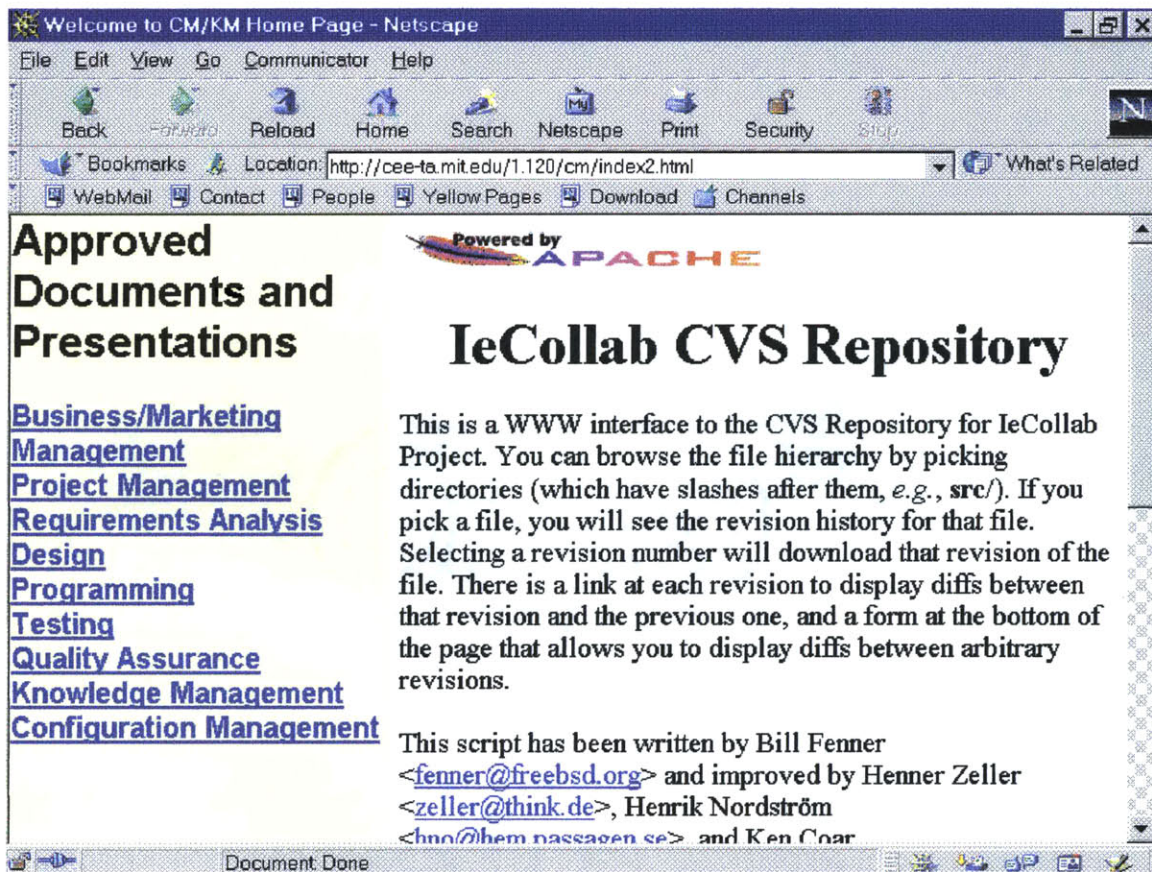 Welcome to CM/KM Home Page - Netscape
File Edit View Go Communicator Help
Back Forward Reload Home Search Netscape Print Security Stop
Bookmarks Location: http://cee-ta.mit.edu/1.120/cm/index2.html What's Related
WebMail Contact People Yellow Pages Download Channels
Approved
Documents and
Presentations
Business/Marketing
Management
Project Management
Requirements Analysis
Design
Programming
Testing
Quality Assurance
Knowledge Management
Configuration Management
Powered by
APACHE
IeCollab CVS Repository
This is a WWW interface to the CVS Repository for IeCollab
Project. You can browse the file hierarchy by picking
directories (which have slashes after them, e.g., src/). If you
pick a file, you will see the revision history for that file.
Selecting a revision number will download that revision of the
file. There is a link at each revision to display diffs between
that revision and the previous one, and a form at the bottom of
the page that allows you to display diffs between arbitrary
revisions.
This script has been written by Bill Fenner
<fenner@freebsd.org> and improved by Henner Zeller
<zeller@think.de>, Henrik Nordström
<hno@hem.passagen.se>, and Ken Coar
Document: Done